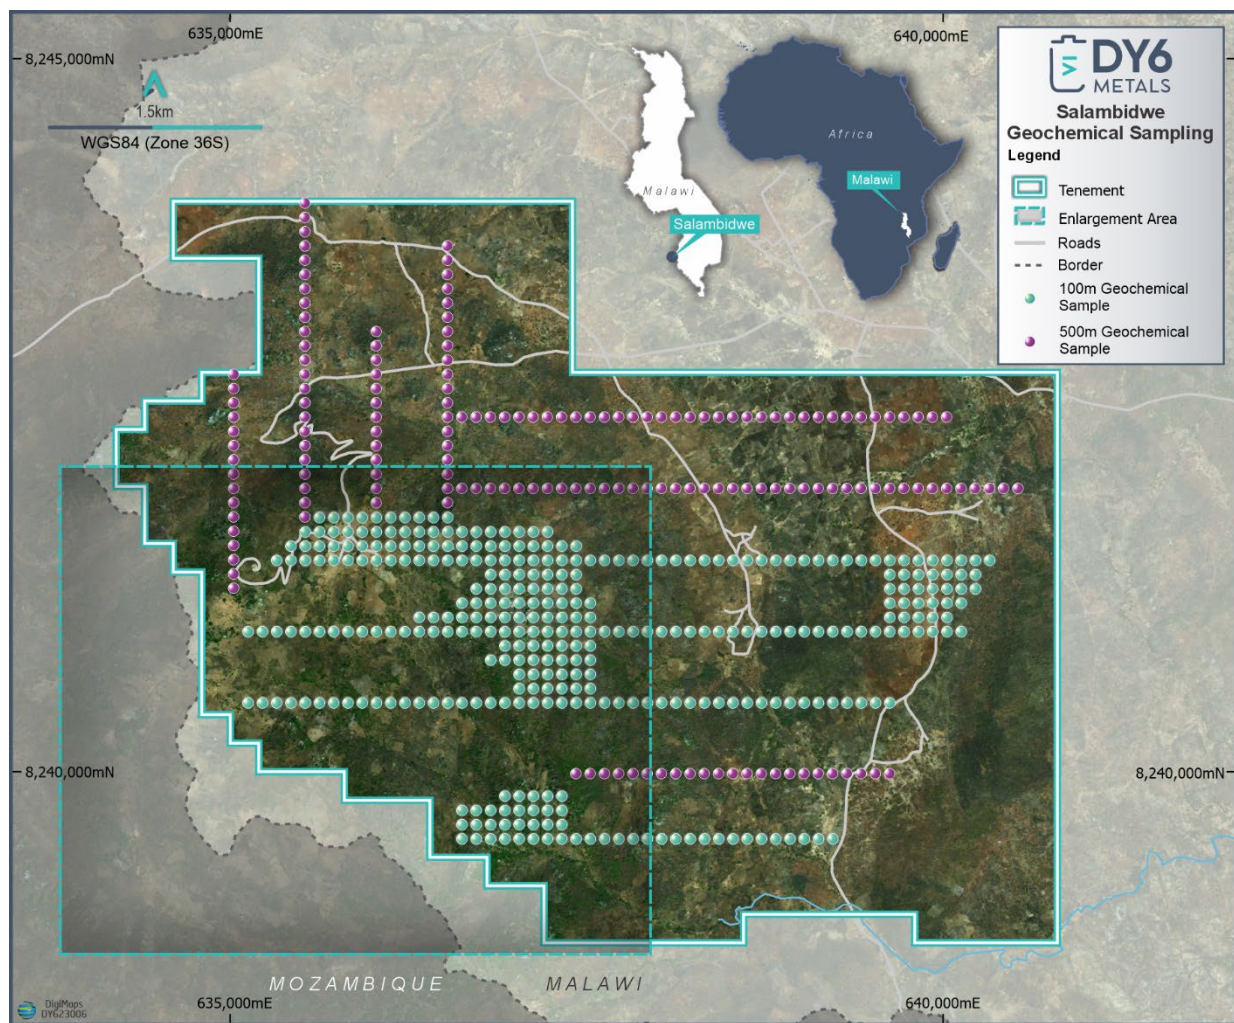 635,000mE
640,000mE
8,245,000mN
1.5km
WGS84 (Zone 36S)
Africa
Malawi
Malawi
Salambidwe
DY6
METALS
Salambidwe
Geochemical Sampling
Legend
Tenement
Enlargement Area
Roads
Border
100m Geochemical
Sample
500m Geochemical
Sample
8,240,000mN
8,240,000mN
MOZAMBIQUE
MALAWI
DigiMaps
DY623006
635,000mE
640,000mE